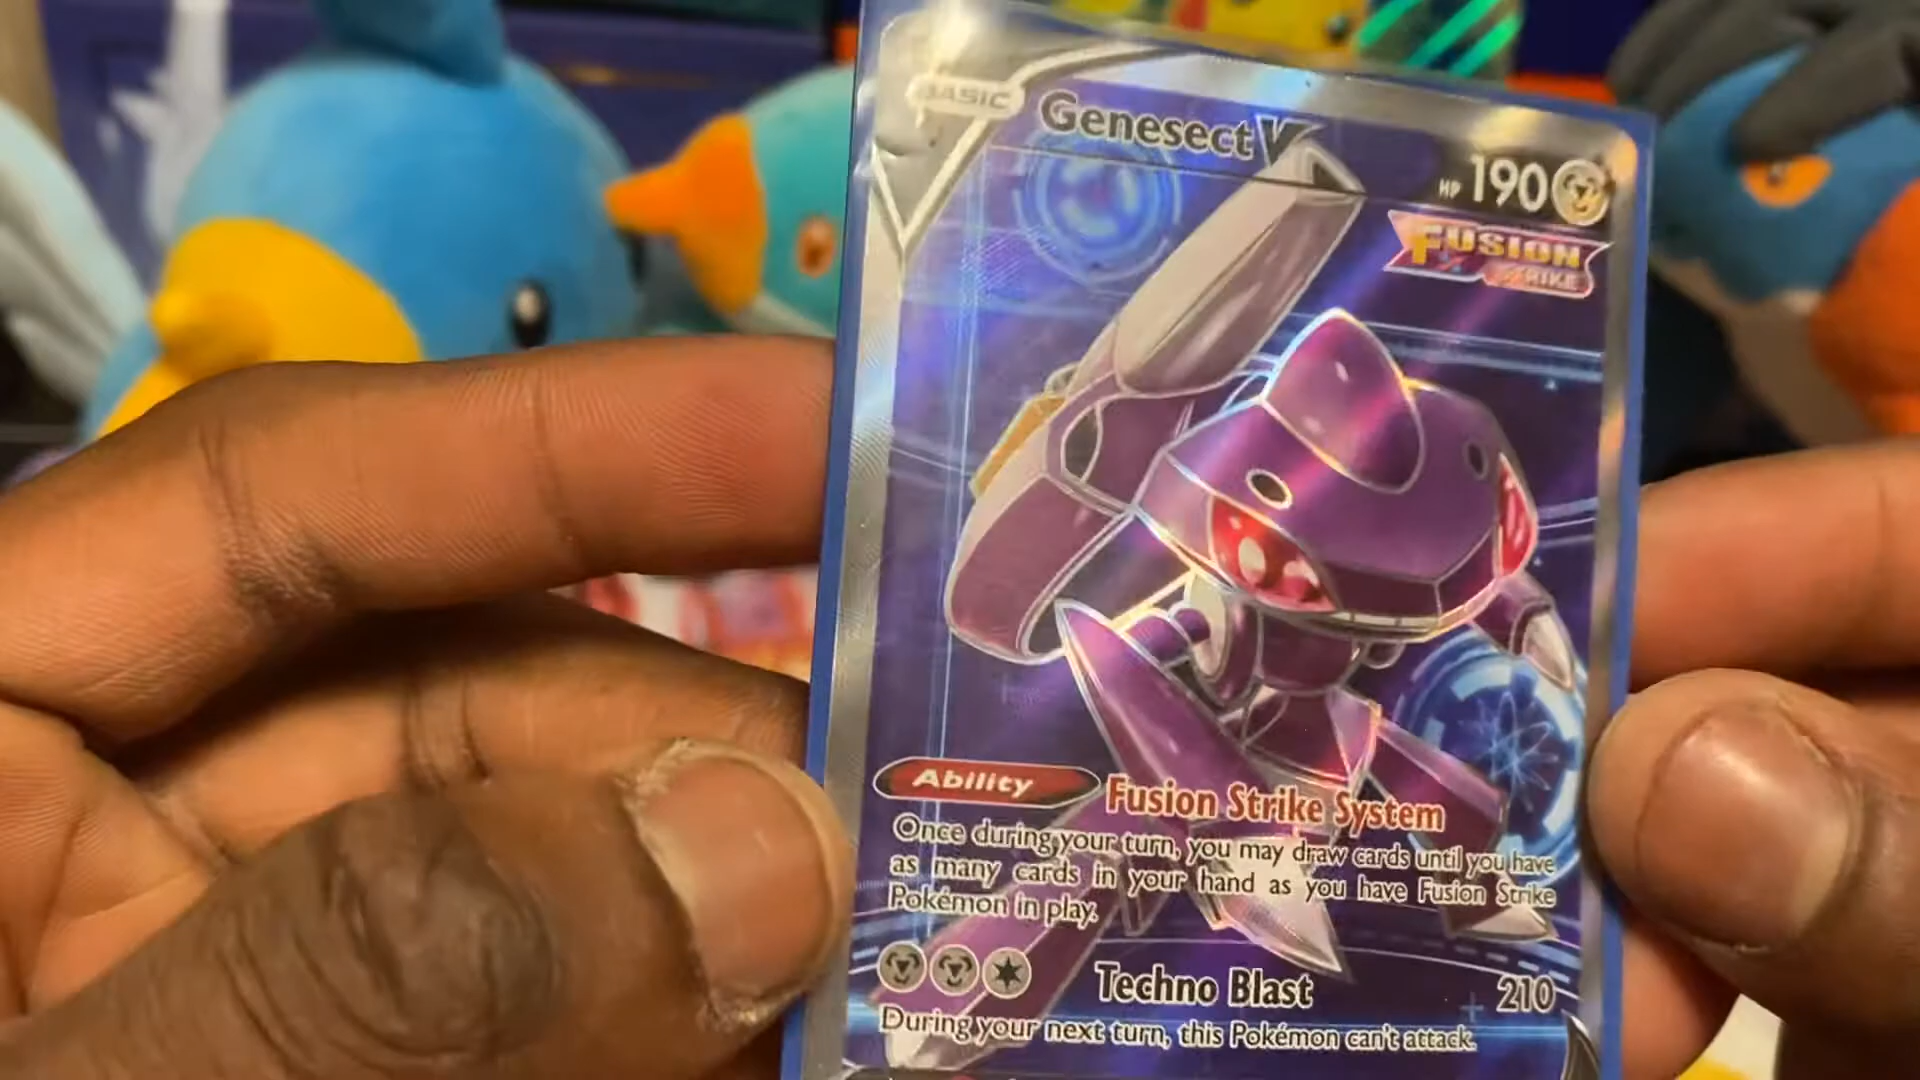 BASIC
Genesect V
HP 190
FUSION
STRIKE
Ability Fusion Strike System
Once during your turn, you may draw cards until you have
as many cards in your hand as you have Fusion Strike
Pokémon in play.
Techno Blast 210
During your next turn, this Pokémon can't attack.